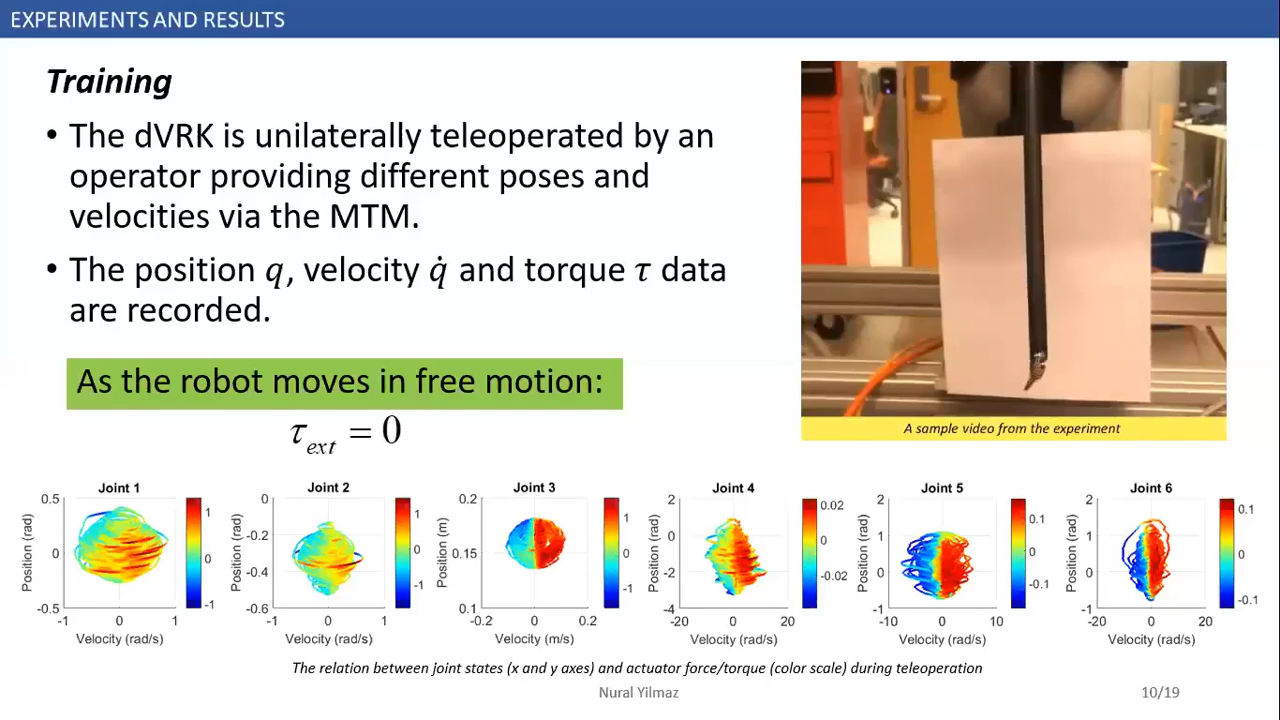 EXPERIMENTS AND RESULTS
Training
• The dVRK is unilaterally teleoperated by an
operator providing different poses and
velocities via the MTM.
• The position q, velocity q̇ and torque τ data
are recorded.
As the robot moves in free motion:
τext = 0
A sample video from the experiment
Joint 1
Position (rad)
0.5
0
-0.5
-1 0 1
Velocity (rad/s)
1
0
-1
Joint 2
Position (rad)
0
-0.2
-0.4
-0.6
-1 0 1
Velocity (rad/s)
1
0
-1
Joint 3
Position (m)
0.2
0.15
0.1
-0.2 0 0.2
Velocity (m/s)
1
0
-1
Joint 4
Position (rad)
2
0
-2
-4
-20 0 20
Velocity (rad/s)
0.02
0
-0.02
Joint 5
Position (rad)
2
1
0
-1
-10 0 10
Velocity (rad/s)
0.1
0
-0.1
Joint 6
Position (rad)
2
1
0
-1
-20 0 20
Velocity (rad/s)
0.1
0
-0.1
The relation between joint states (x and y axes) and actuator force/torque (color scale) during teleoperation
Nural Yilmaz
10/19